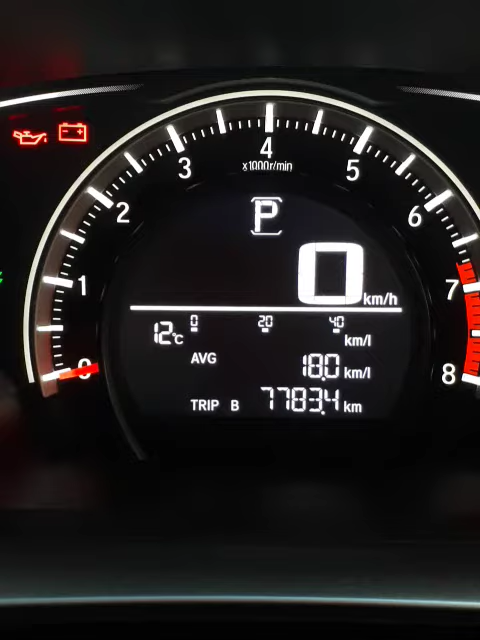 4
x1000r/min
3 5
2 6
P
1 7
0 km/h
0 20 40
12°C km/l
AVG 18.0 km/l
0 8
TRIP B 7783.4 km